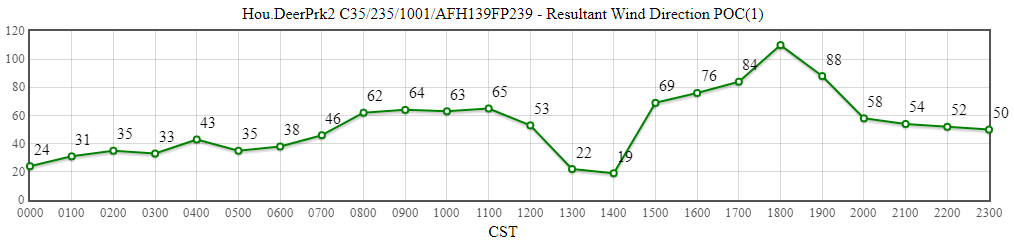 Hou.DeerPrk2 C35/235/1001/AFH139FP239 - Resultant Wind Direction POC(1)
120
100
80
60
40
20
0
24 31 35 33 43 35 38 46 62 64 63 65 53 22 19 69 76 84 88 58 54 52 50
0000 0100 0200 0300 0400 0500 0600 0700 0800 0900 1000 1100 1200 1300 1400 1500 1600 1700 1800 1900 2000 2100 2200 2300
CST